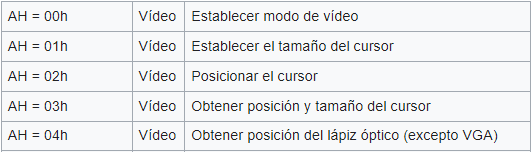 AH = 00h Vídeo Establecer modo de vídeo
AH = 01h Vídeo Establecer el tamaño del cursor
AH = 02h Vídeo Posicionar el cursor
AH = 03h Vídeo Obtener posición y tamaño del cursor
AH = 04h Vídeo Obtener posición del lápiz óptico (excepto VGA)